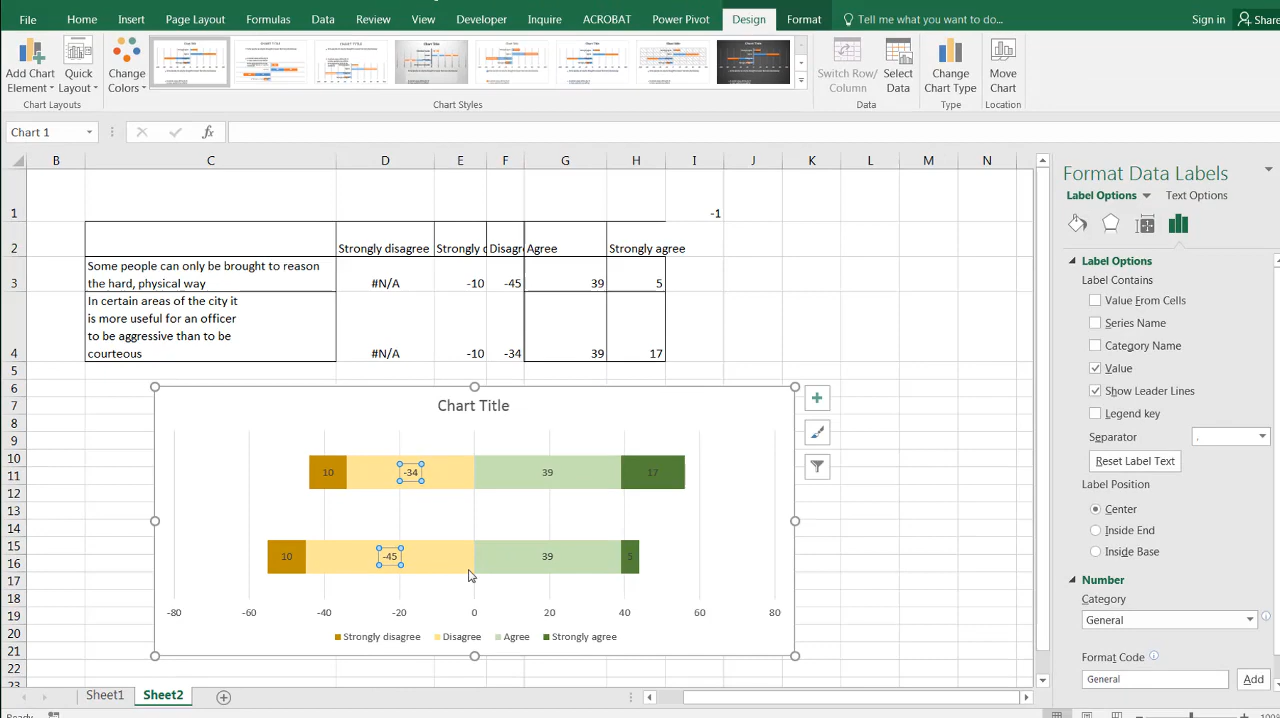 File Home Insert Page Layout Formulas Data Review View Developer Inquire ACROBAT Power Pivot Design Format Tell me what you want to do... Sign in Share
Add Chart Quick Change Switch Row/ Select Change Move
Element Layout Colors Column Data Chart Type Chart
Chart Styles Data Type Location
Chart 1 fx
B C D E F G H I J K L M N
1 -1
2 Strongly disagree Strongly d Disagr Agree Strongly agree
Some people can only be brought to reason
3 the hard, physical way #N/A -10 -45 39 5
In certain areas of the city it
is more useful for an officer
to be aggressive than to be
4 courteous #N/A -10 -34 39 17
5
6
7 Chart Title
8
9
10
11 10 -34 39 17
12
13
14
15
16 10 -45 39 5
17
18
19 -80 -60 -40 -20 0 20 40 60 80
20
21 Strongly disagree Disagree Agree Strongly agree
22
23
Sheet1 Sheet2
Ready
Format Data Labels
Label Options Text Options
Label Options
Label Contains
Value From Cells
Series Name
Category Name
Value
Show Leader Lines
Legend key
Separator ,
Reset Label Text
Label Position
Center
Inside End
Inside Base
Number
Category
General
Format Code
General Add